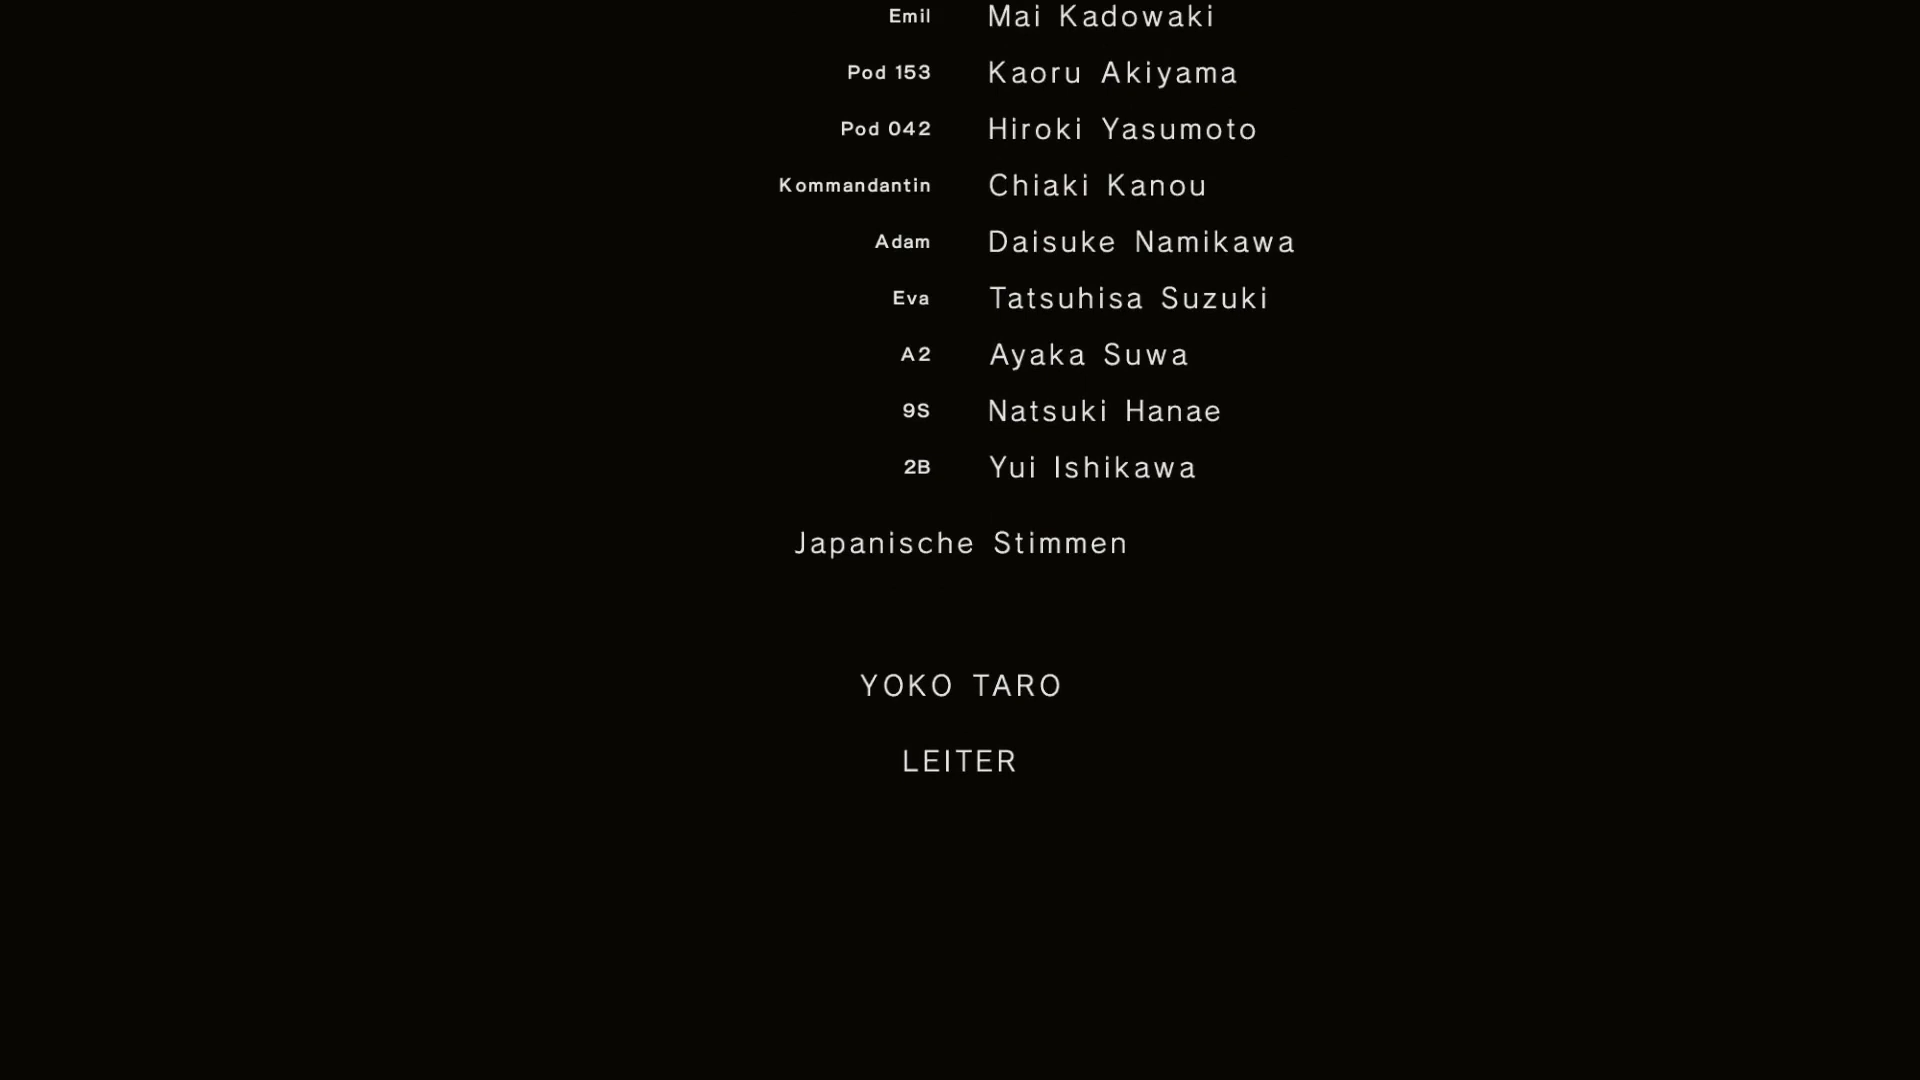 Emil Mai Kadowaki
Pod 153 Kaoru Akiyama
Pod 042 Hiroki Yasumoto
Kommandantin Chiaki Kanou
Adam Daisuke Namikawa
Eva Tatsuhisa Suzuki
A2 Ayaka Suwa
9S Natsuki Hanae
2B Yui Ishikawa
Japanische Stimmen
YOKO TARO
LEITER